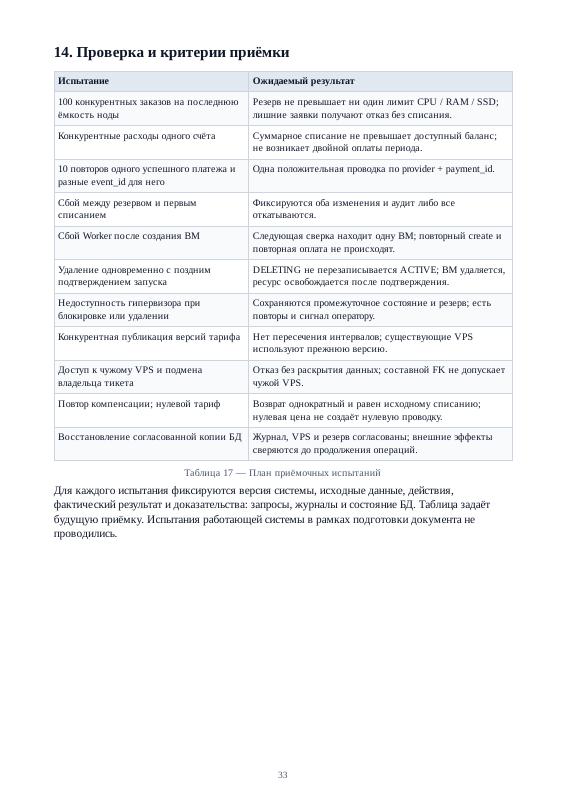 14. Проверка и критерии приёмки
Испытание
Ожидаемый результат
100 конкурентных заказов на последнюю
ёмкость ноды
Резерв не превышает ни один лимит CPU / RAM / SSD;
лишние заявки получают отказ без списания.
Конкурентные расходы одного счёта
Суммарное списание не превышает доступный баланс;
не возникает двойной оплаты периода.
10 повторов одного успешного платежа и
разные event_id для него
Одна положительная проводка по provider + payment_id.
Сбой между резервом и первым
списанием
Фиксируются оба изменения и аудит либо все
откатываются.
Сбой Worker после создания ВМ
Следующая сверка находит одну ВМ; повторный create и
повторная оплата не происходят.
Удаление одновременно с поздним
подтверждением запуска
DELETING не перезаписывается ACTIVE; ВМ удаляется,
ресурс освобождается после подтверждения.
Недоступность гипервизора при
блокировке или удалении
Сохраняются промежуточное состояние и резерв; есть
повторы и сигнал оператору.
Конкурентная публикация версий тарифа
Нет пересечения интервалов; существующие VPS
используют прежнюю версию.
Доступ к чужому VPS и подмена
владельца тикета
Отказ без раскрытия данных; составной FK не допускает
чужой VPS.
Повтор компенсации; нулевой тариф
Возврат однократный и равен исходному списанию;
нулевая цена не создаёт нулевую проводку.
Восстановление согласованной копии БД
Журнал, VPS и резерв согласованы; внешние эффекты
сверяются до продолжения операций.
Таблица 17 — План приёмочных испытаний
Для каждого испытания фиксируются версия системы, исходные данные, действия,
фактический результат и доказательства: запросы, журналы и состояние БД. Таблица задаёт
будущую приёмку. Испытания работающей системы в рамках подготовки документа не
проводились.
33